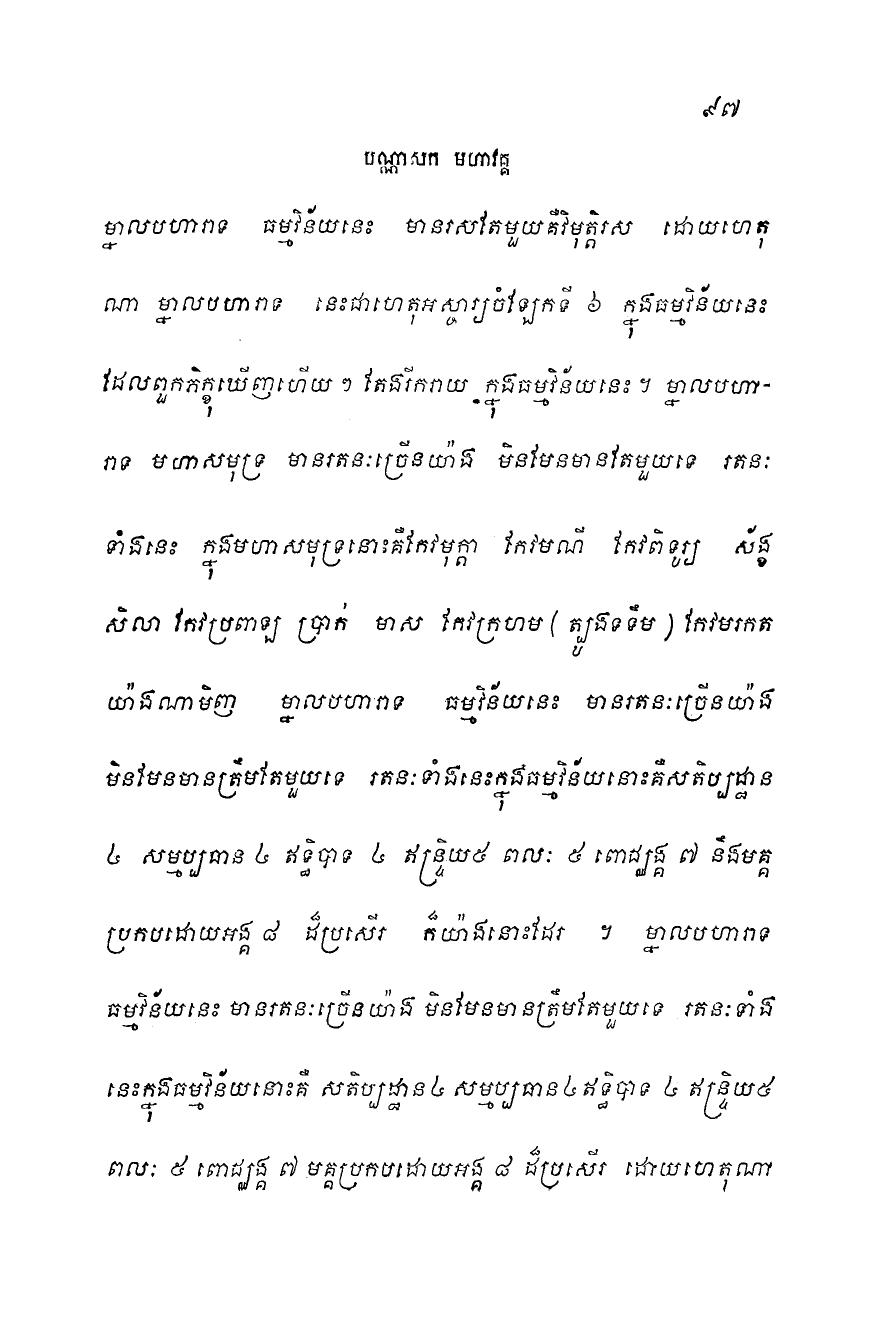 ៩៧
បណ្ណាសក មហាវគ្គ
ម្នាលបហារាទ ធម្មវិន័យនេះ មានរសតែមួយគឺវិមុត្តិរស ដោយហេតុ
ណា ម្នាលបហារាទ នេះជាហេតុអស្ចារ្យចំឡែកទី ៦ ក្នុងធម្មវិន័យនេះ
ដែលពួកភិក្ខុឃើញហើយ ៗ តែងរីករាយ ក្នុងធម្មវិន័យនេះ ។ ម្នាលបហា-
រាទ មហាសមុទ្រ មានរតនៈច្រើនយ៉ាង មិនមែនមានតែមួយទេ រតនៈ
ទាំងនេះ ក្នុងមហាសមុទ្រនោះគឺកែវមុក្តា កែវមណី កែវពិទូរ្យ ស័ង្ខ
សិលា កែវប្រពាឡ ប្រាក់ មាស កែវក្រហម ( ត្បូងទទឹម ) កែវមរកត
យ៉ាងណាមិញ ម្នាលបហារាទ ធម្មវិន័យនេះ មានរតនៈច្រើនយ៉ាង
មិនមែនមានត្រឹមតែមួយទេ រតនៈទាំងនេះក្នុងធម្មវិន័យនោះគឺសតិប្បដ្ឋាន
៤ សម្មប្បធាន ៤ ឥទ្ធិបាទ ៤ ឥន្ទ្រិយ៥ ពលៈ ៥ ពោជ្ឈង្គ ៧ នឹងមគ្គ
ប្រកបដោយអង្គ ៨ ដ៏ប្រសើរ ក៏យ៉ាងនោះដែរ ។ ម្នាលបហារាទ
ធម្មវិន័យនេះ មានរតនៈច្រើនយ៉ាង មិនមែនមានត្រឹមតែមួយទេ រតនៈទាំង
នេះក្នុងធម្មវិន័យនោះគឺ សតិប្បដ្ឋាន៤ សម្មប្បធាន៤ ឥទ្ធិបាទ ៤ ឥន្ទ្រិយ៥
ពលៈ ៥ ពោជ្ឈង្គ ៧ មគ្គប្រកបដោយអង្គ ៨ ដ៏ប្រសើរ ដោយហេតុណា